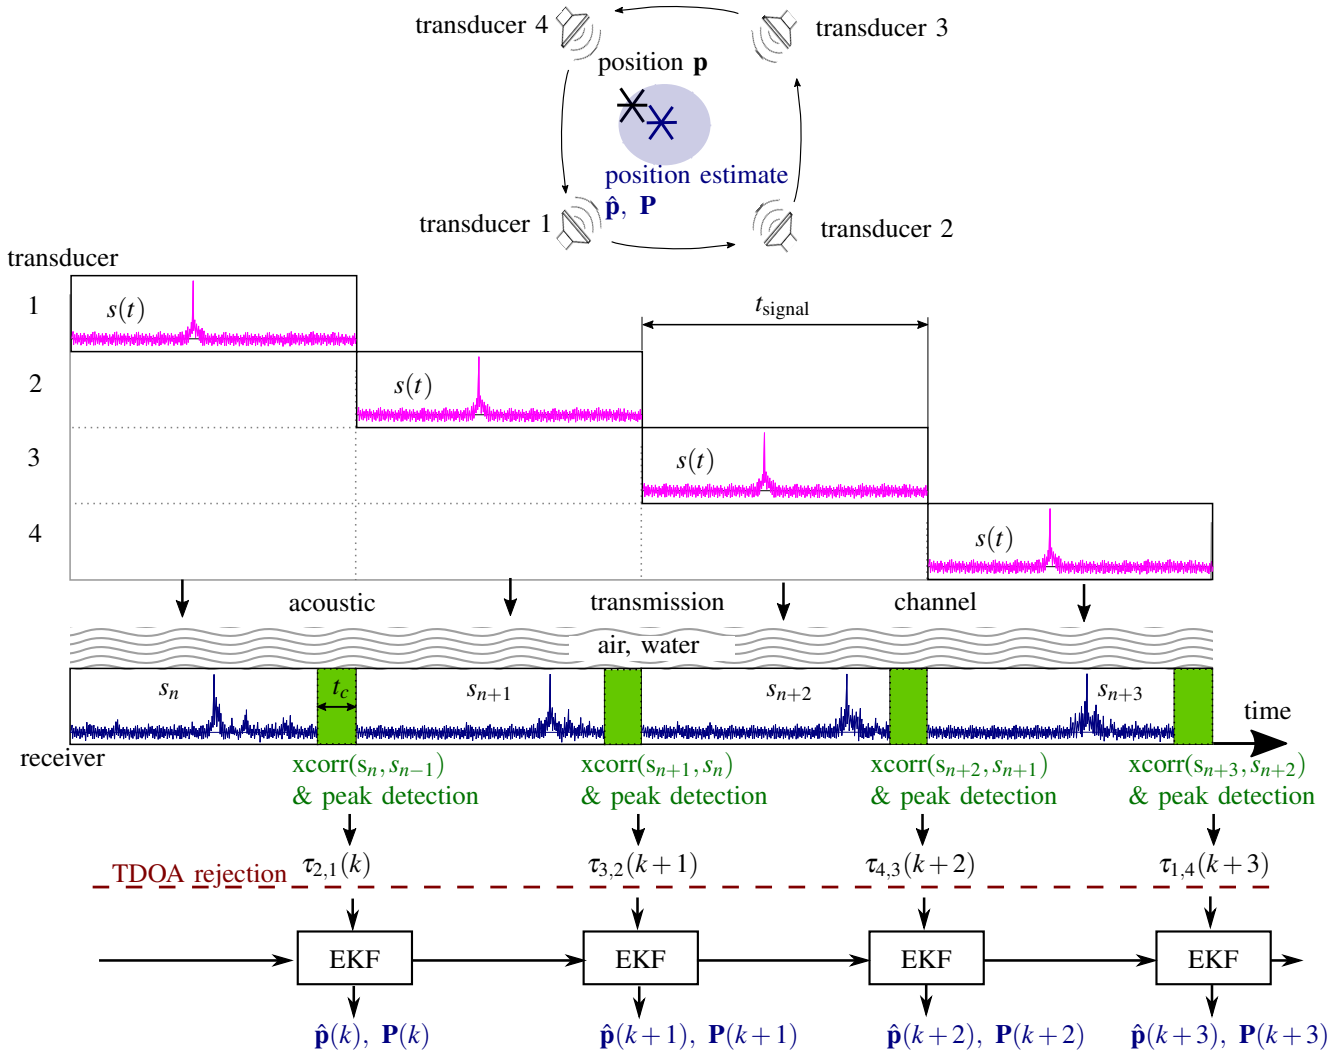 transducer 4
transducer 3
position p
position estimate
p̂, P
transducer 1
transducer 2
transducer
1
s(t)
t_signal
2
s(t)
3
s(t)
4
s(t)
acoustic transmission channel
air, water
s_n t_c s_{n+1} s_{n+2} s_{n+3}
time
receiver
xcorr(s_n, s_{n−1}) xcorr(s_{n+1}, s_n) xcorr(s_{n+2}, s_{n+1}) xcorr(s_{n+3}, s_{n+2})
& peak detection & peak detection & peak detection & peak detection
TDOA rejection τ_{2,1}(k) τ_{3,2}(k+1) τ_{4,3}(k+2) τ_{1,4}(k+3)
EKF EKF EKF EKF
p̂(k), P(k) p̂(k+1), P(k+1) p̂(k+2), P(k+2) p̂(k+3), P(k+3)